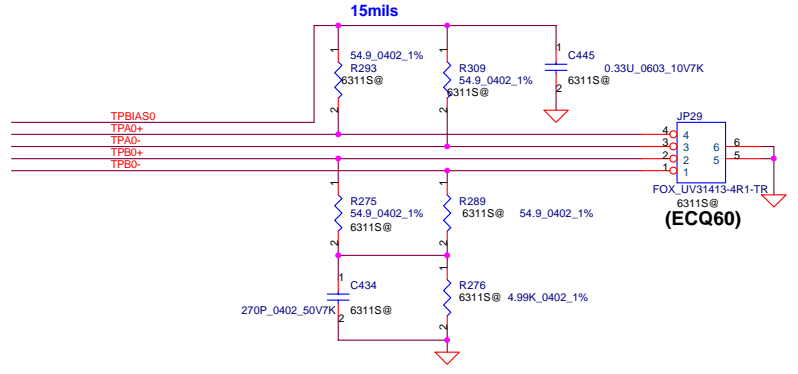 15mils
1
54.9_0402_1%
R293
6311S@
2
1
R309
54.9_0402_1%
6311S@
2
1
C445
0.33U_0603_10V7K
6311S@
2
TPBIAS0
TPA0+
TPA0-
TPB0+
TPB0-
JP29
4 4
3 3
2 2
1 1
6 6
5 5
FOX_UV31413-4R1-TR
6311S@
(ECQ60)
1
R275
54.9_0402_1%
6311S@
2
1
R289
6311S@ 54.9_0402_1%
2
1
C434
270P_0402_50V7K
6311S@
2
1
R276
6311S@ 4.99K_0402_1%
2